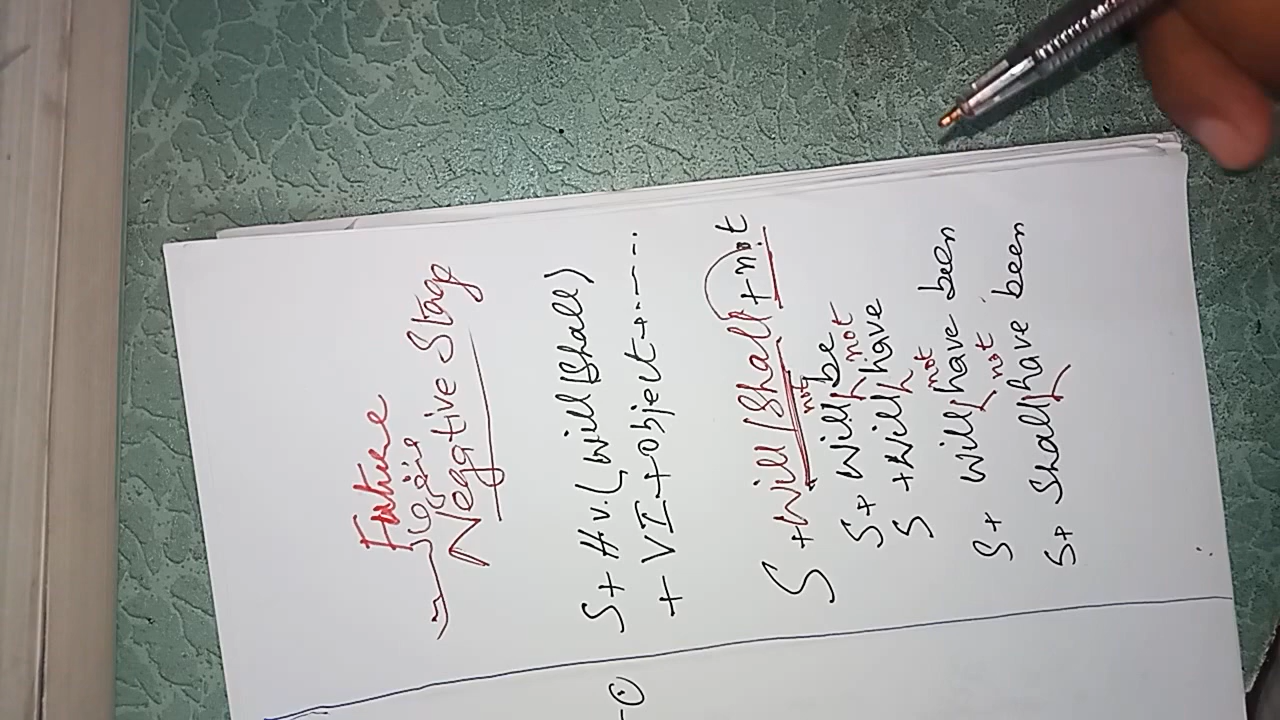 Future
Negative Stag
S + H.v. ( will / Shall )
+ VI + Object + ......
S + will / Shall + not
not
S + will be
not
S + will have
not
S + will have been
not
S + Shall have been